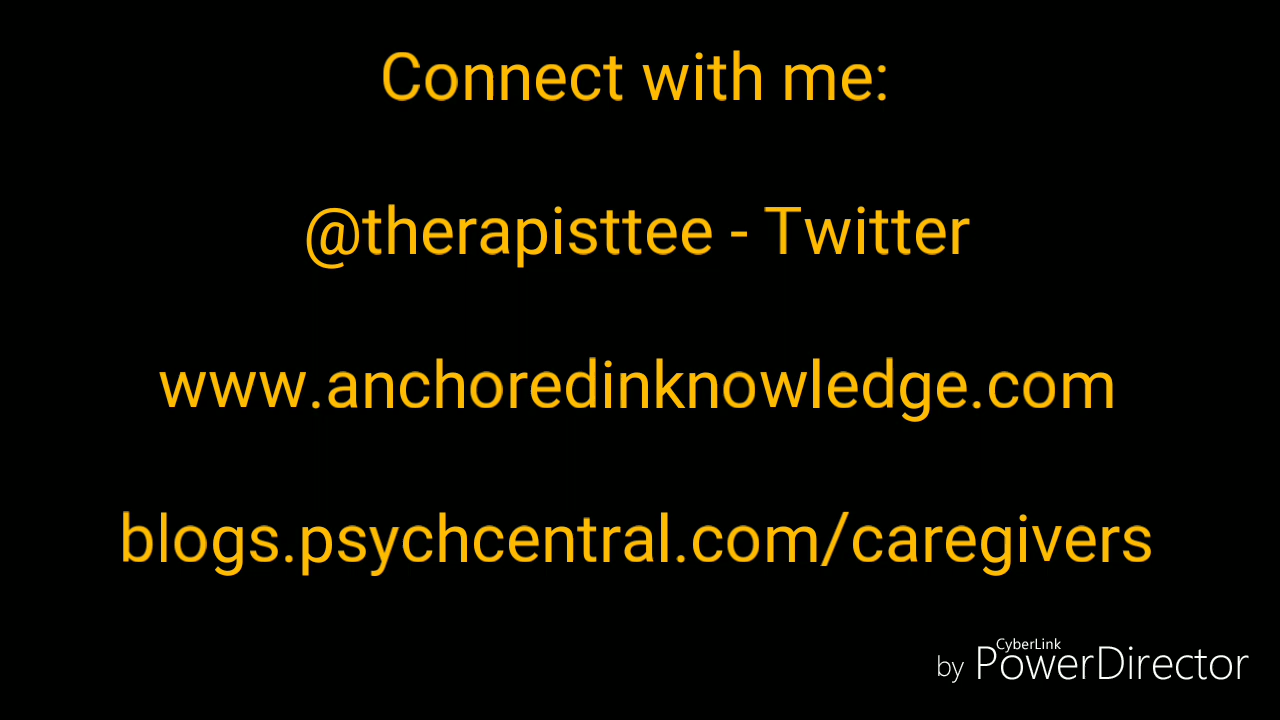 Connect with me:
@therapisttee - Twitter
www.anchoredinknowledge.com
blogs.psychcentral.com/caregivers
CyberLink
by PowerDirector